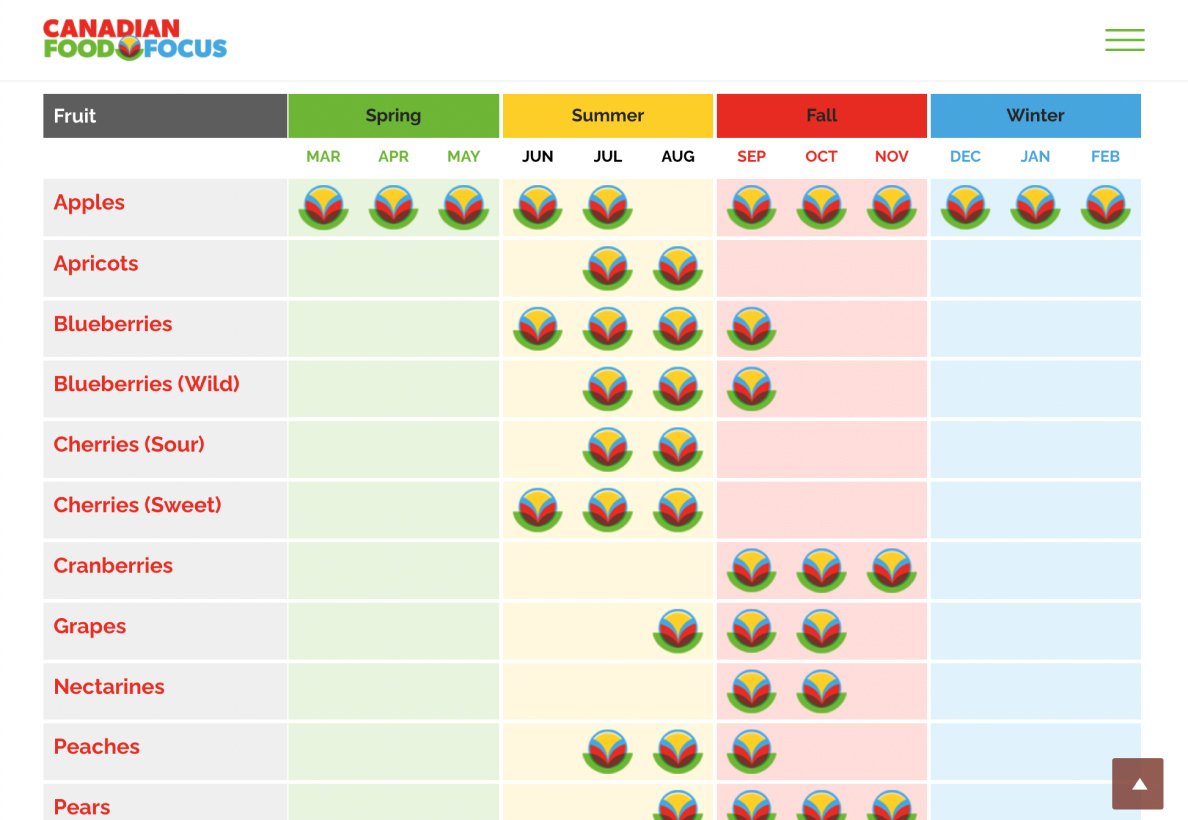 CANADIAN
FOOD FOCUS
Fruit Spring Summer Fall Winter
MAR APR MAY JUN JUL AUG SEP OCT NOV DEC JAN FEB
Apples
Apricots
Blueberries
Blueberries (Wild)
Cherries (Sour)
Cherries (Sweet)
Cranberries
Grapes
Nectarines
Peaches
Pears